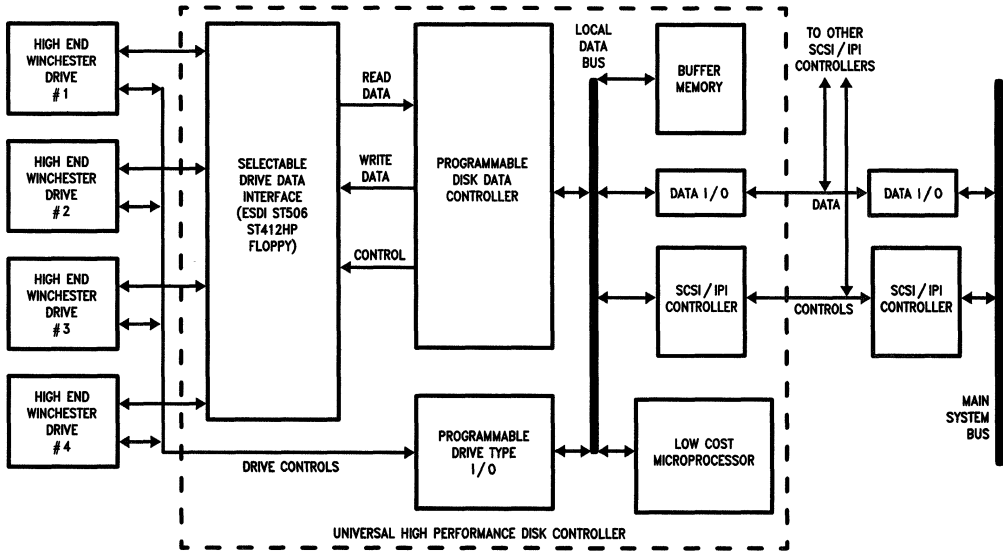 HIGH END
WINCHESTER
DRIVE
#1
HIGH END
WINCHESTER
DRIVE
#2
HIGH END
WINCHESTER
DRIVE
#3
HIGH END
WINCHESTER
DRIVE
#4
SELECTABLE
DRIVE DATA
INTERFACE
(ESDI ST506
ST412HP
FLOPPY)
READ
DATA
WRITE
DATA
CONTROL
PROGRAMMABLE
DISK DATA
CONTROLLER
DRIVE CONTROLS
PROGRAMMABLE
DRIVE TYPE
I/O
LOCAL
DATA
BUS
BUFFER
MEMORY
DATA I/O
SCSI/IPI
CONTROLLER
LOW COST
MICROPROCESSOR
TO OTHER
SCSI/IPI
CONTROLLERS
DATA
CONTROLS
DATA I/O
SCSI/IPI
CONTROLLER
MAIN
SYSTEM
BUS
UNIVERSAL HIGH PERFORMANCE DISK CONTROLLER